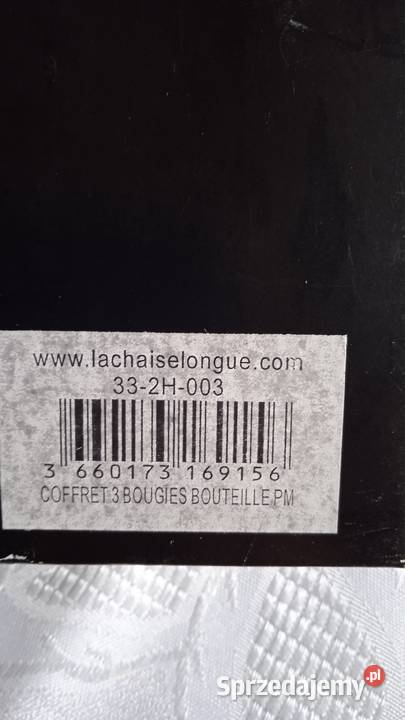 www.lachaiselongue.com
33-2H-003
3 660173 169156
COFFRET 3 BOUGIES BOUTEILLE PM
Sprzedajemy.pl